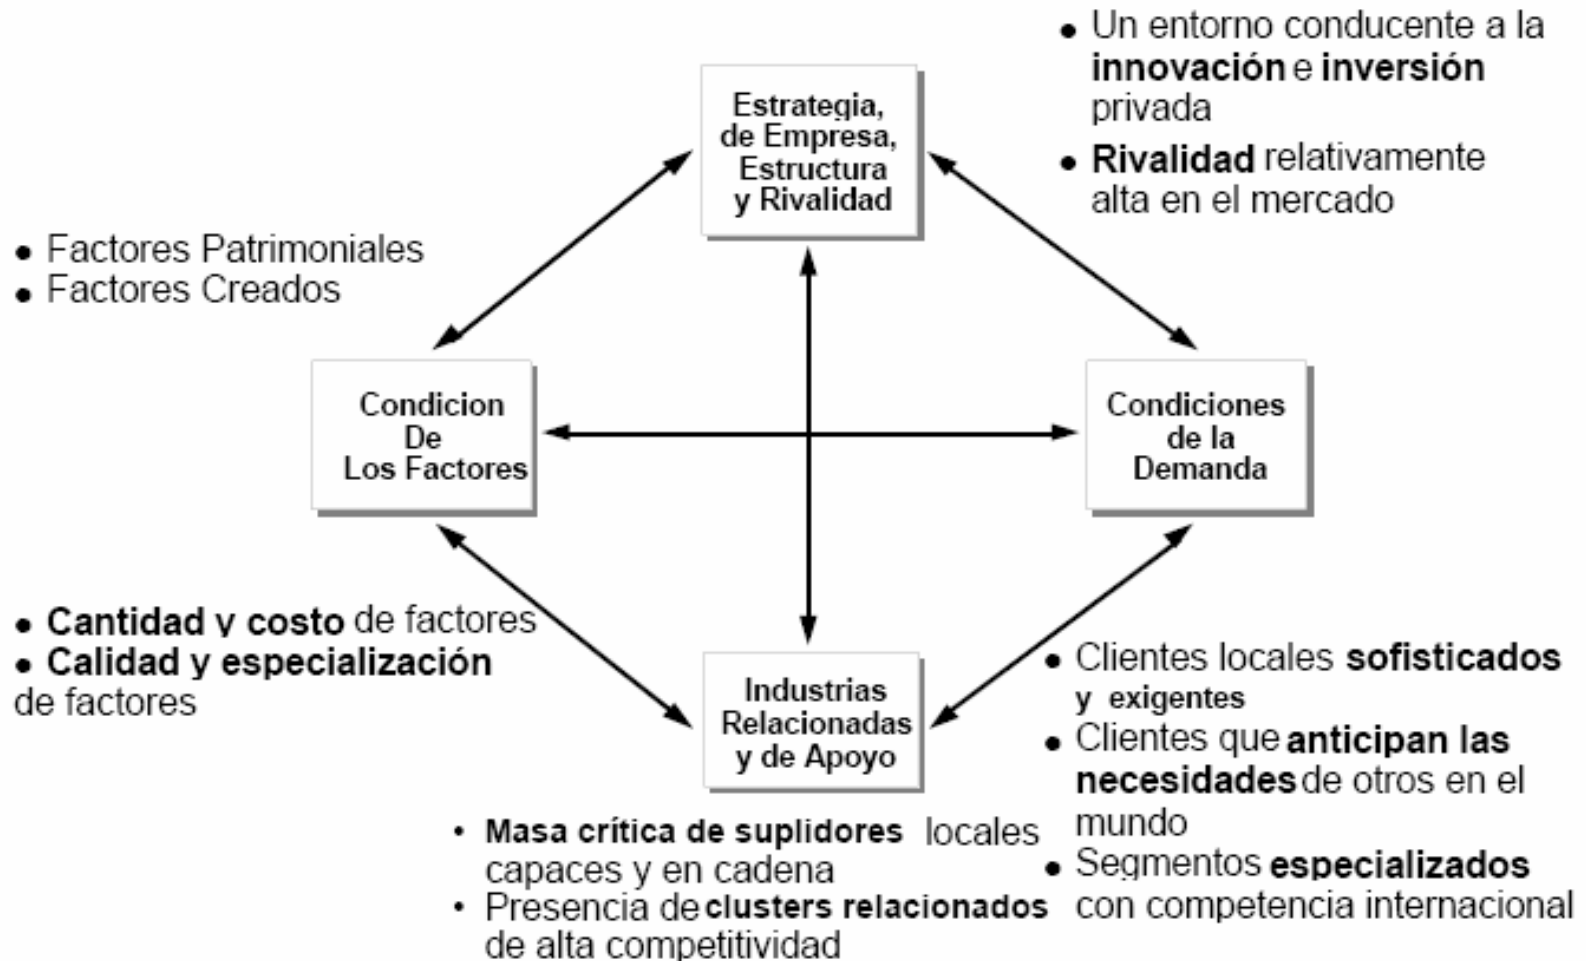 ● Un entorno conducente a la
innovación e inversión
privada
● Rivalidad relativamente
alta en el mercado
Estrategia,
de Empresa,
Estructura
y Rivalidad
● Factores Patrimoniales
● Factores Creados
Condicion
De
Los Factores
Condiciones
de la
Demanda
● Cantidad y costo de factores
● Calidad y especialización
de factores
Industrias
Relacionadas
y de Apoyo
● Clientes locales sofisticados
y exigentes
● Clientes que anticipan las
necesidades de otros en el
mundo
● Segmentos especializados
con competencia internacional
• Masa crítica de suplidores locales
capaces y en cadena
• Presencia de clusters relacionados
de alta competitividad